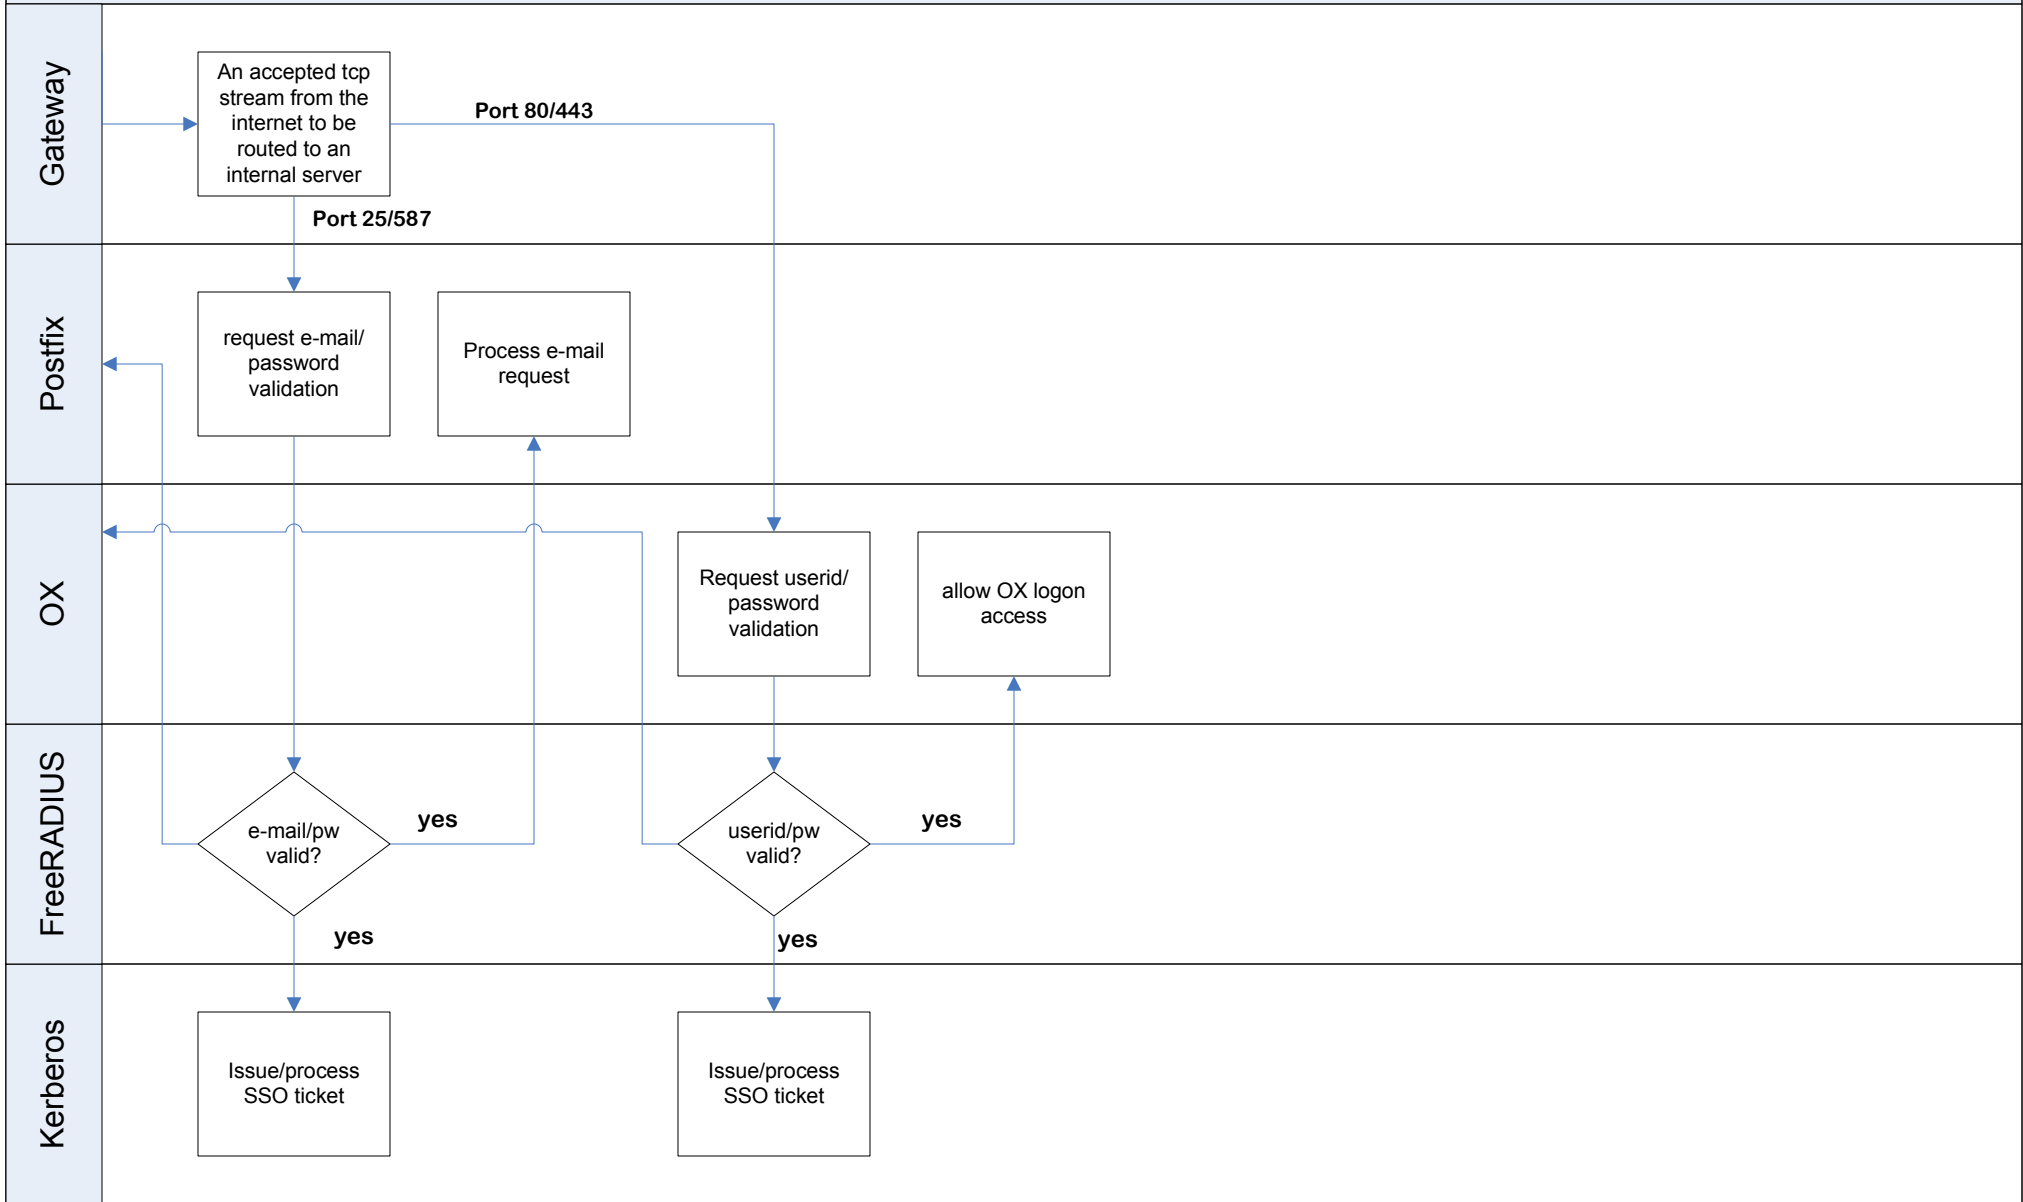 Gateway
An accepted tcp
stream from the
internet to be
routed to an
internal server
Port 80/443
Port 25/587
Postfix
request e-mail/
password
validation
Process e-mail
request
OX
Request userid/
password
validation
allow OX logon
access
FreeRADIUS
e-mail/pw
valid?
yes
yes
userid/pw
valid?
yes
yes
Kerberos
Issue/process
SSO ticket
Issue/process
SSO ticket